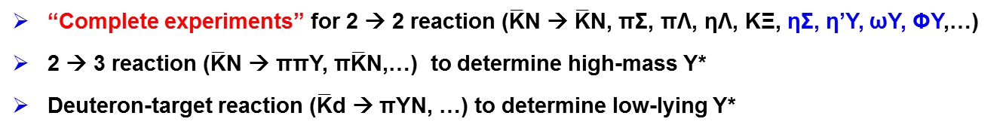 ➢ “Complete experiments” for 2 → 2 reaction (K̅N → K̅N, πΣ, πΛ, ηΛ, KΞ, ηΣ, η’Y, ωY, ΦY,…)
➢ 2 → 3 reaction (K̅N → ππY, πK̅N,…) to determine high-mass Y*
➢ Deuteron-target reaction (K̅d → πYN, …) to determine low-lying Y*